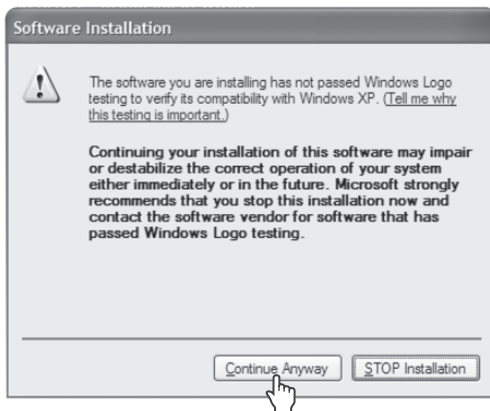 Software Installation
The software you are installing has not passed Windows Logo
testing to verify its compatibility with Windows XP. (Tell me why
this testing is important.)
Continuing your installation of this software may impair
or destabilize the correct operation of your system
either immediately or in the future. Microsoft strongly
recommends that you stop this installation now and
contact the software vendor for software that has
passed Windows Logo testing.
Continue Anyway STOP Installation